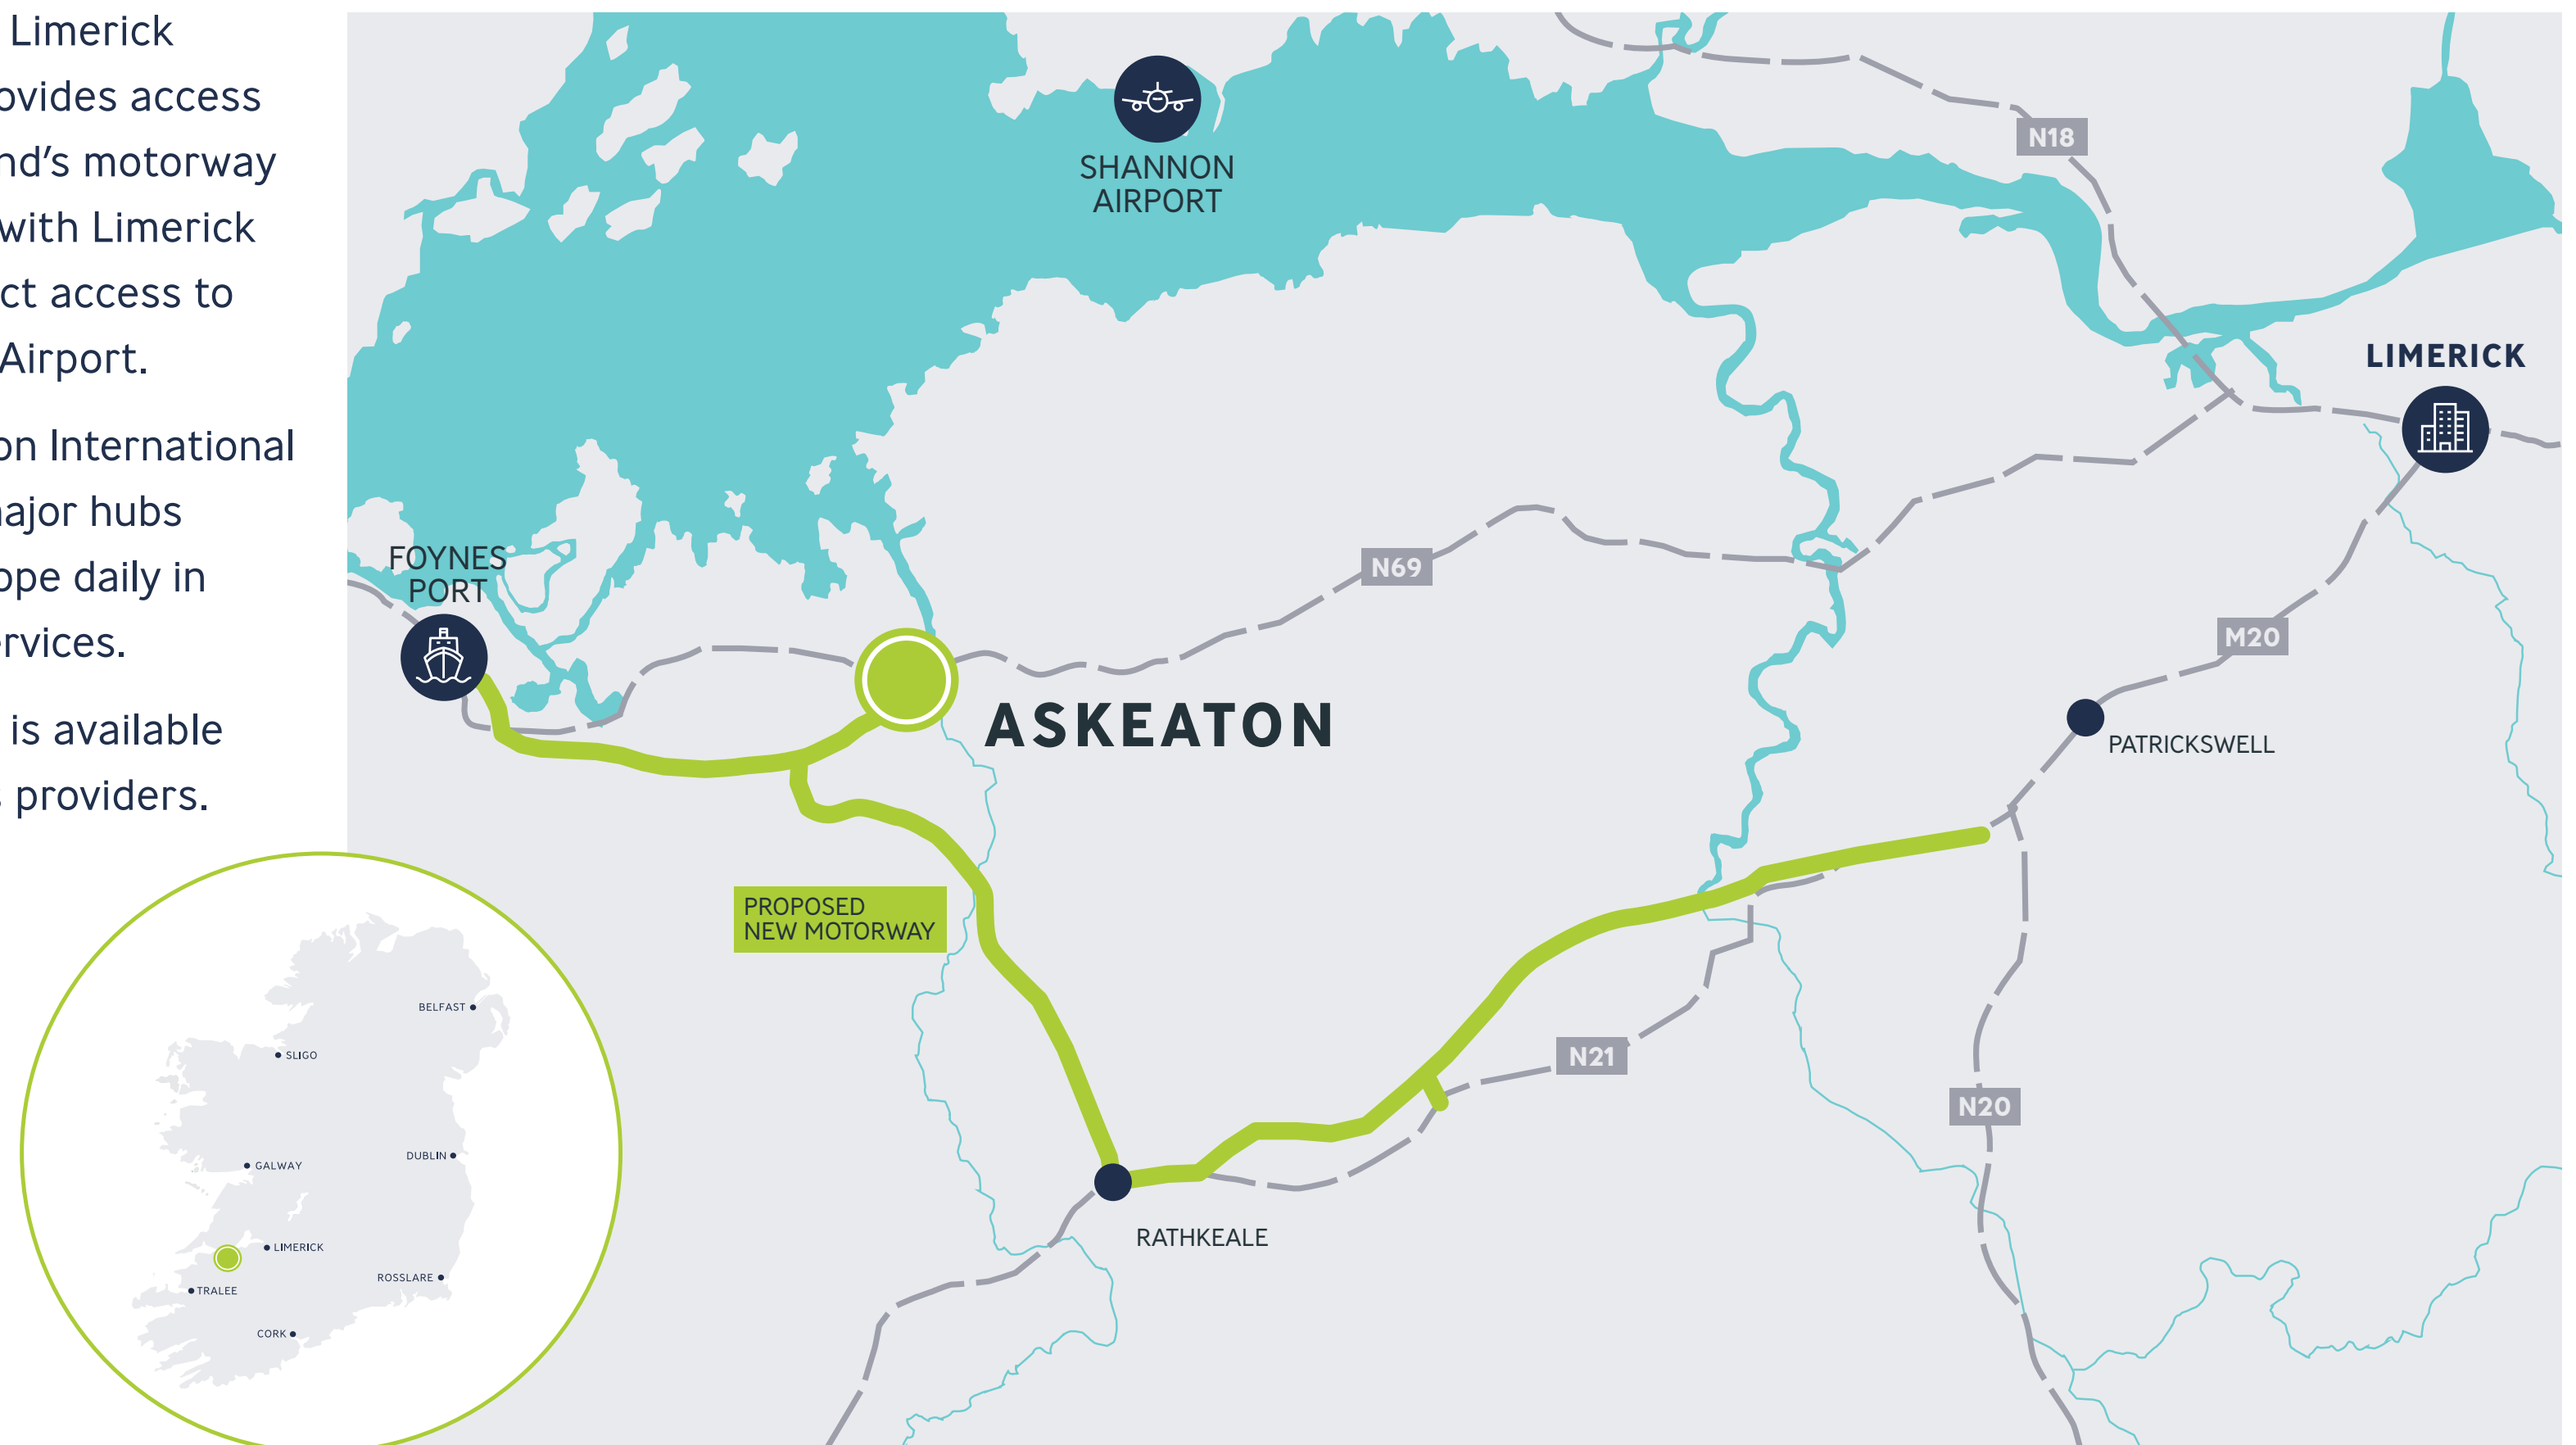 Limerick
ovides access
nd's motorway
with Limerick
ct access to
Airport.
on International
ajor hubs
ope daily in
rvices.
is available
providers.
SHANNON
AIRPORT
N18
LIMERICK
FOYNES
PORT
N69
M20
ASKEATON
PATRICKSWELL
PROPOSED
NEW MOTORWAY
N21
N20
RATHKEALE
BELFAST
SLIGO
DUBLIN
GALWAY
LIMERICK
ROSSLARE
TRALEE
CORK